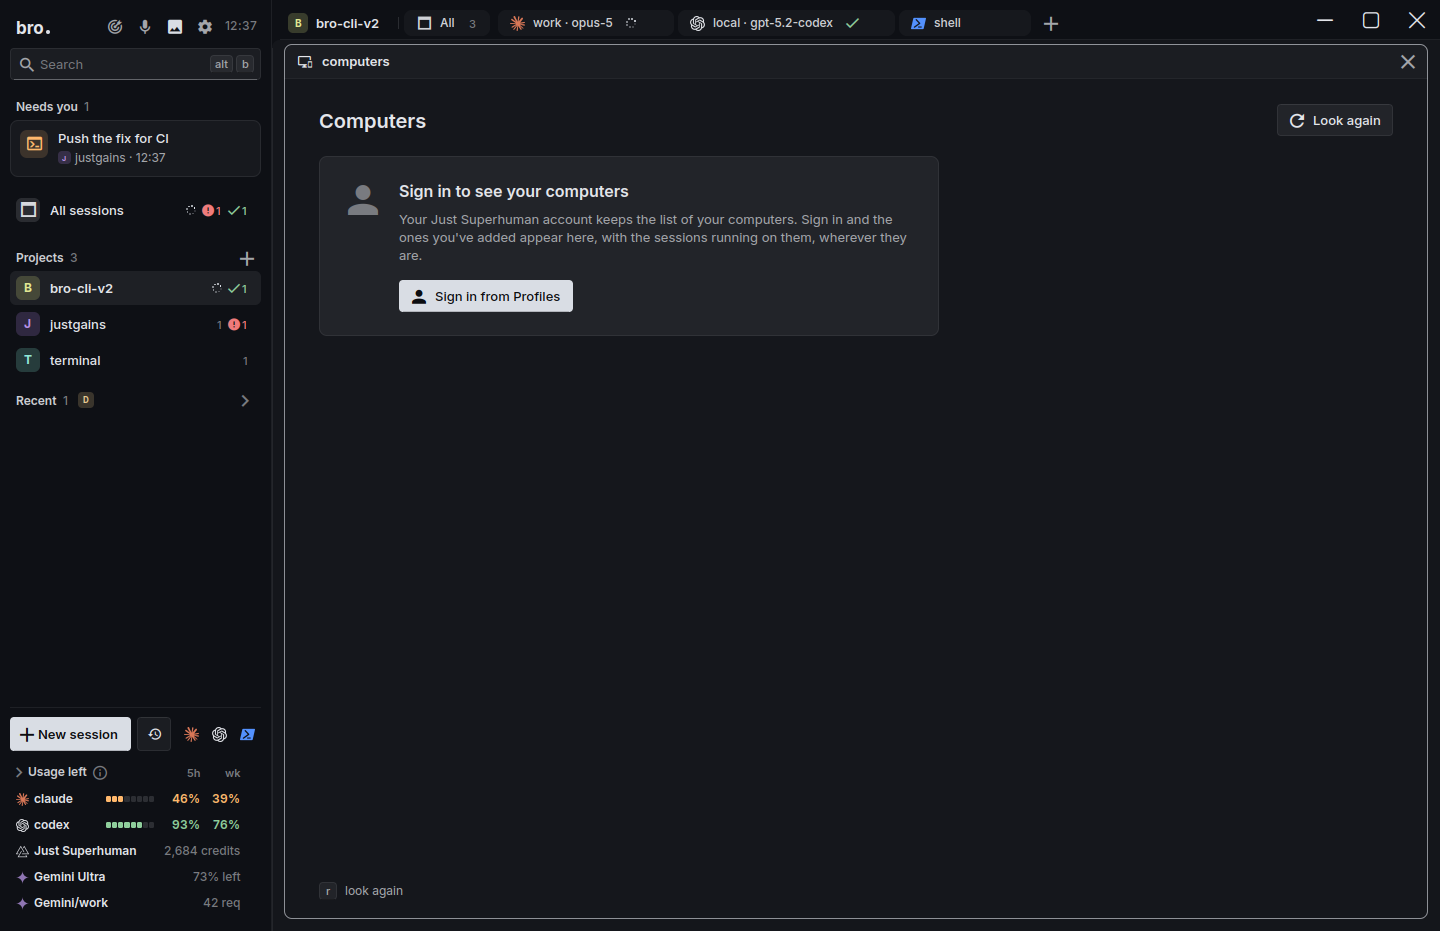 bro.
12:37
Search
alt
b
Needs you 1
Push the fix for CI
J justgains · 12:37
All sessions
1
1
Projects 3
B bro-cli-v2
1
J justgains
1
1
T terminal
1
Recent 1 D
New session
Usage left
5h
wk
claude
46%
39%
codex
93%
76%
Just Superhuman
2,684 credits
Gemini Ultra
73% left
Gemini/work
42 req
B bro-cli-v2
All 3
work · opus-5
local · gpt-5.2-codex
shell
computers
Computers
Look again
Sign in to see your computers
Your Just Superhuman account keeps the list of your computers. Sign in and the
ones you've added appear here, with the sessions running on them, wherever they
are.
Sign in from Profiles
r look again